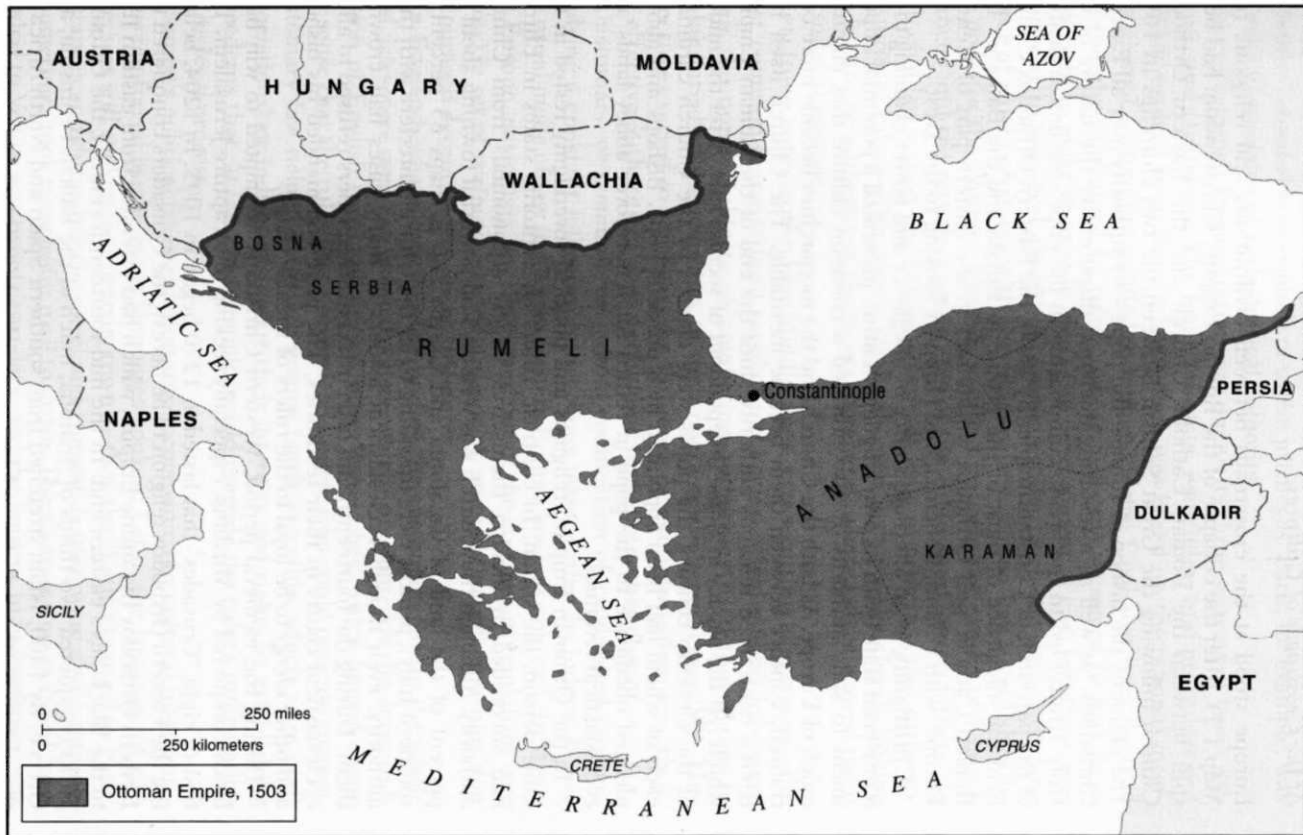 AUSTRIA
HUNGARY
MOLDAVIA
SEA OF
AZOV
WALLACHIA
BLACK SEA
BOSNA
SERBIA
ADRIATIC SEA
RUMELI
Constantinople
PERSIA
NAPLES
ANADOLU
DULKADIR
KARAMAN
AEGEAN SEA
SICILY
EGYPT
0 250 miles
0 250 kilometers
CYPRUS
CRETE
MEDITERRANEAN SEA
Ottoman Empire, 1503